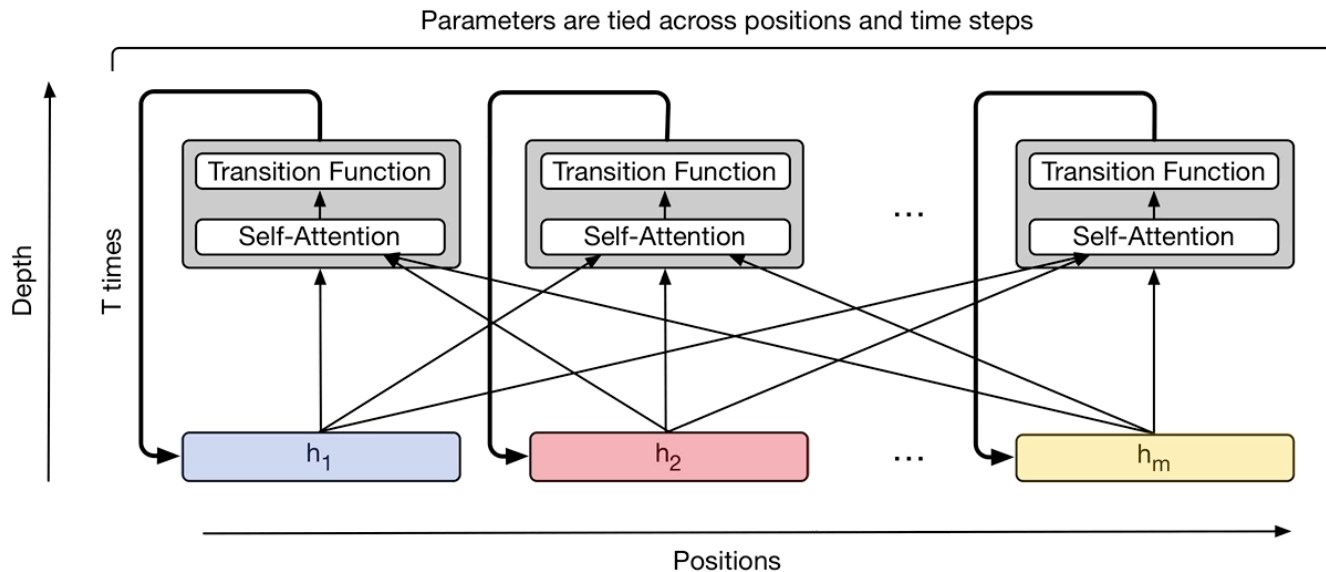 Parameters are tied across positions and time steps
Depth
T times
Transition Function
Transition Function
Transition Function
Self-Attention
Self-Attention
...
Self-Attention
h1
h2
...
hm
Positions